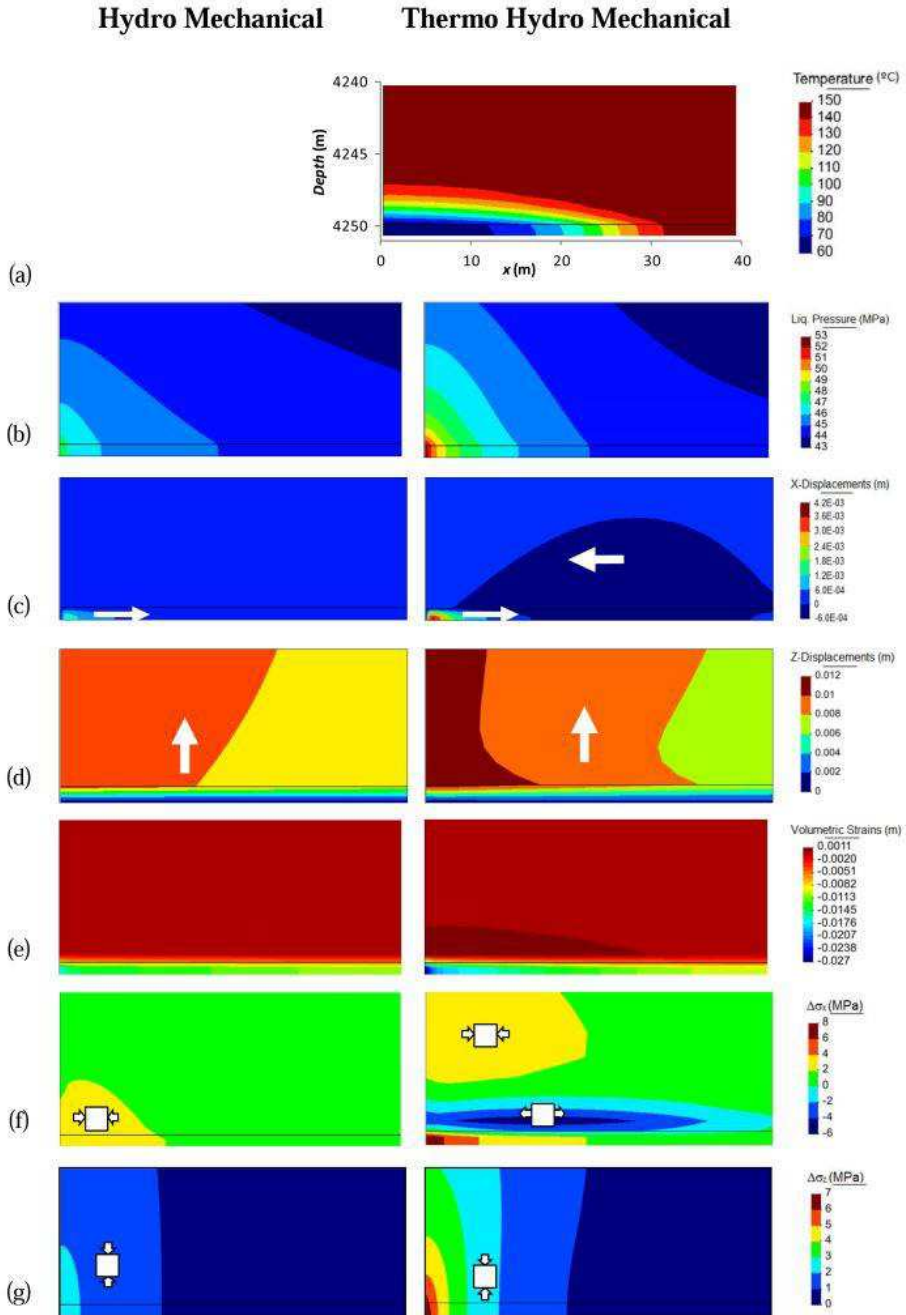 Hydro Mechanical
Thermo Hydro Mechanical
Temperature (ºC)
4240
4245
4250
Depth (m)
0
10
20
30
40
x (m)
150
140
130
120
110
100
90
80
70
60
(a)
Liq. Pressure (MPa)
53
52
51
50
49
48
47
46
45
44
43
(b)
X-Displacements (m)
4.2E-03
3.6E-03
3.0E-03
2.4E-03
1.8E-03
1.2E-03
6.0E-04
0
-6.0E-04
(c)
Z-Displacements (m)
0.012
0.01
0.008
0.006
0.004
0.002
0
(d)
Volumetric Strains (m)
0.0011
-0.0020
-0.0051
-0.0082
-0.0113
-0.0145
-0.0176
-0.0207
-0.0238
-0.027
(e)
Δσx (MPa)
8
6
4
2
0
-2
-4
-6
(f)
Δσz (MPa)
7
6
5
4
3
2
1
0
(g)